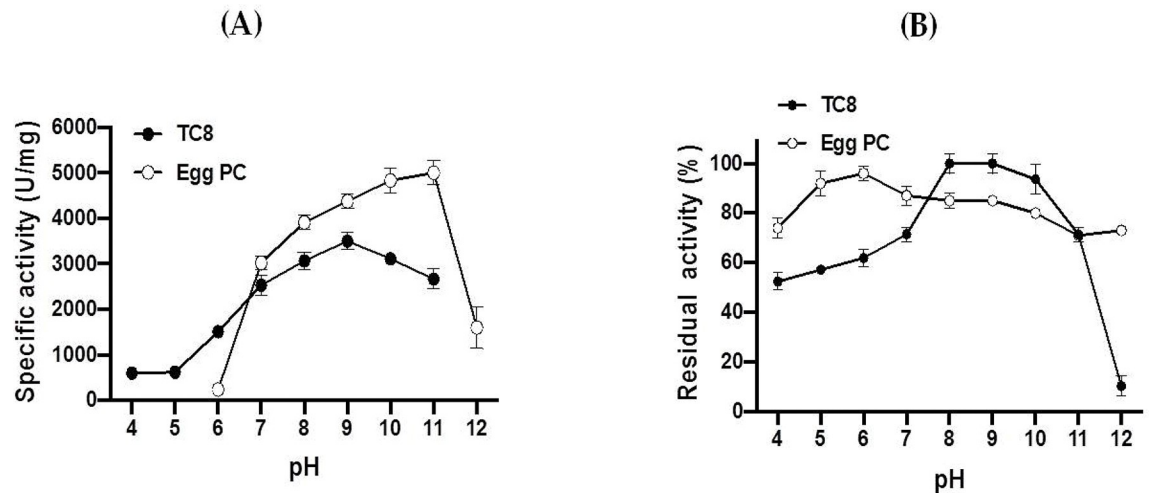 (A)
TC8
Egg PC
Specific activity (U/mg)
6000
5000
4000
3000
2000
1000
0
4 5 6 7 8 9 10 11 12
pH
(B)
TC8
Egg PC
Residual activity (%)
100
80
60
40
20
0
4 5 6 7 8 9 10 11 12
pH